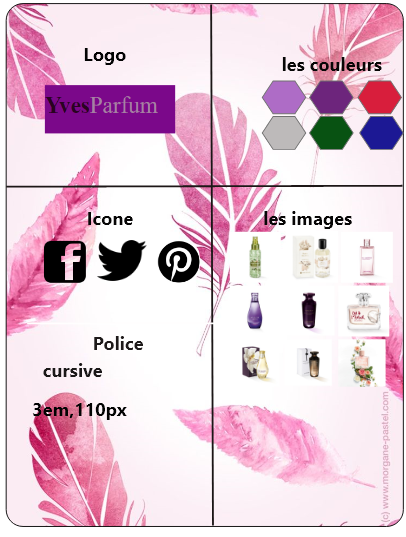 Logo
YvesParfum
les couleurs
Icone
les images
Police
cursive
3em,110px
(c) www.morgane-pastel.com